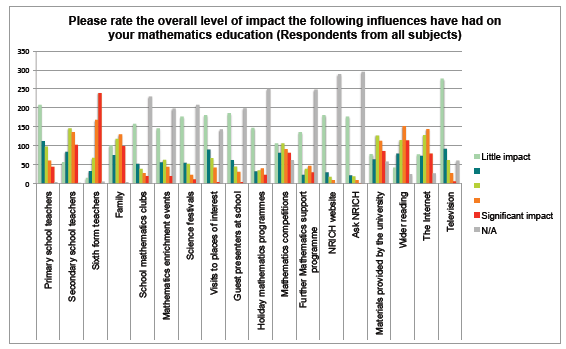 Please rate the overall level of impact the following influences have had on
your mathematics education (Respondents from all subjects)
350
300
250
200
150
100
50
0
Primary school teachers
Secondary school teachers
Sixth form teachers
Family
School mathematics clubs
Mathematics enrichment events
Science festivals
Visits to places of interest
Guest presenters at school
Holiday mathematics programmes
Mathematics competitions
Further Mathematics support
programme
NRICH website
Ask NRICH
Materials provided by the university
Wider reading
The Internet
Television
Little impact
Significant impact
N/A